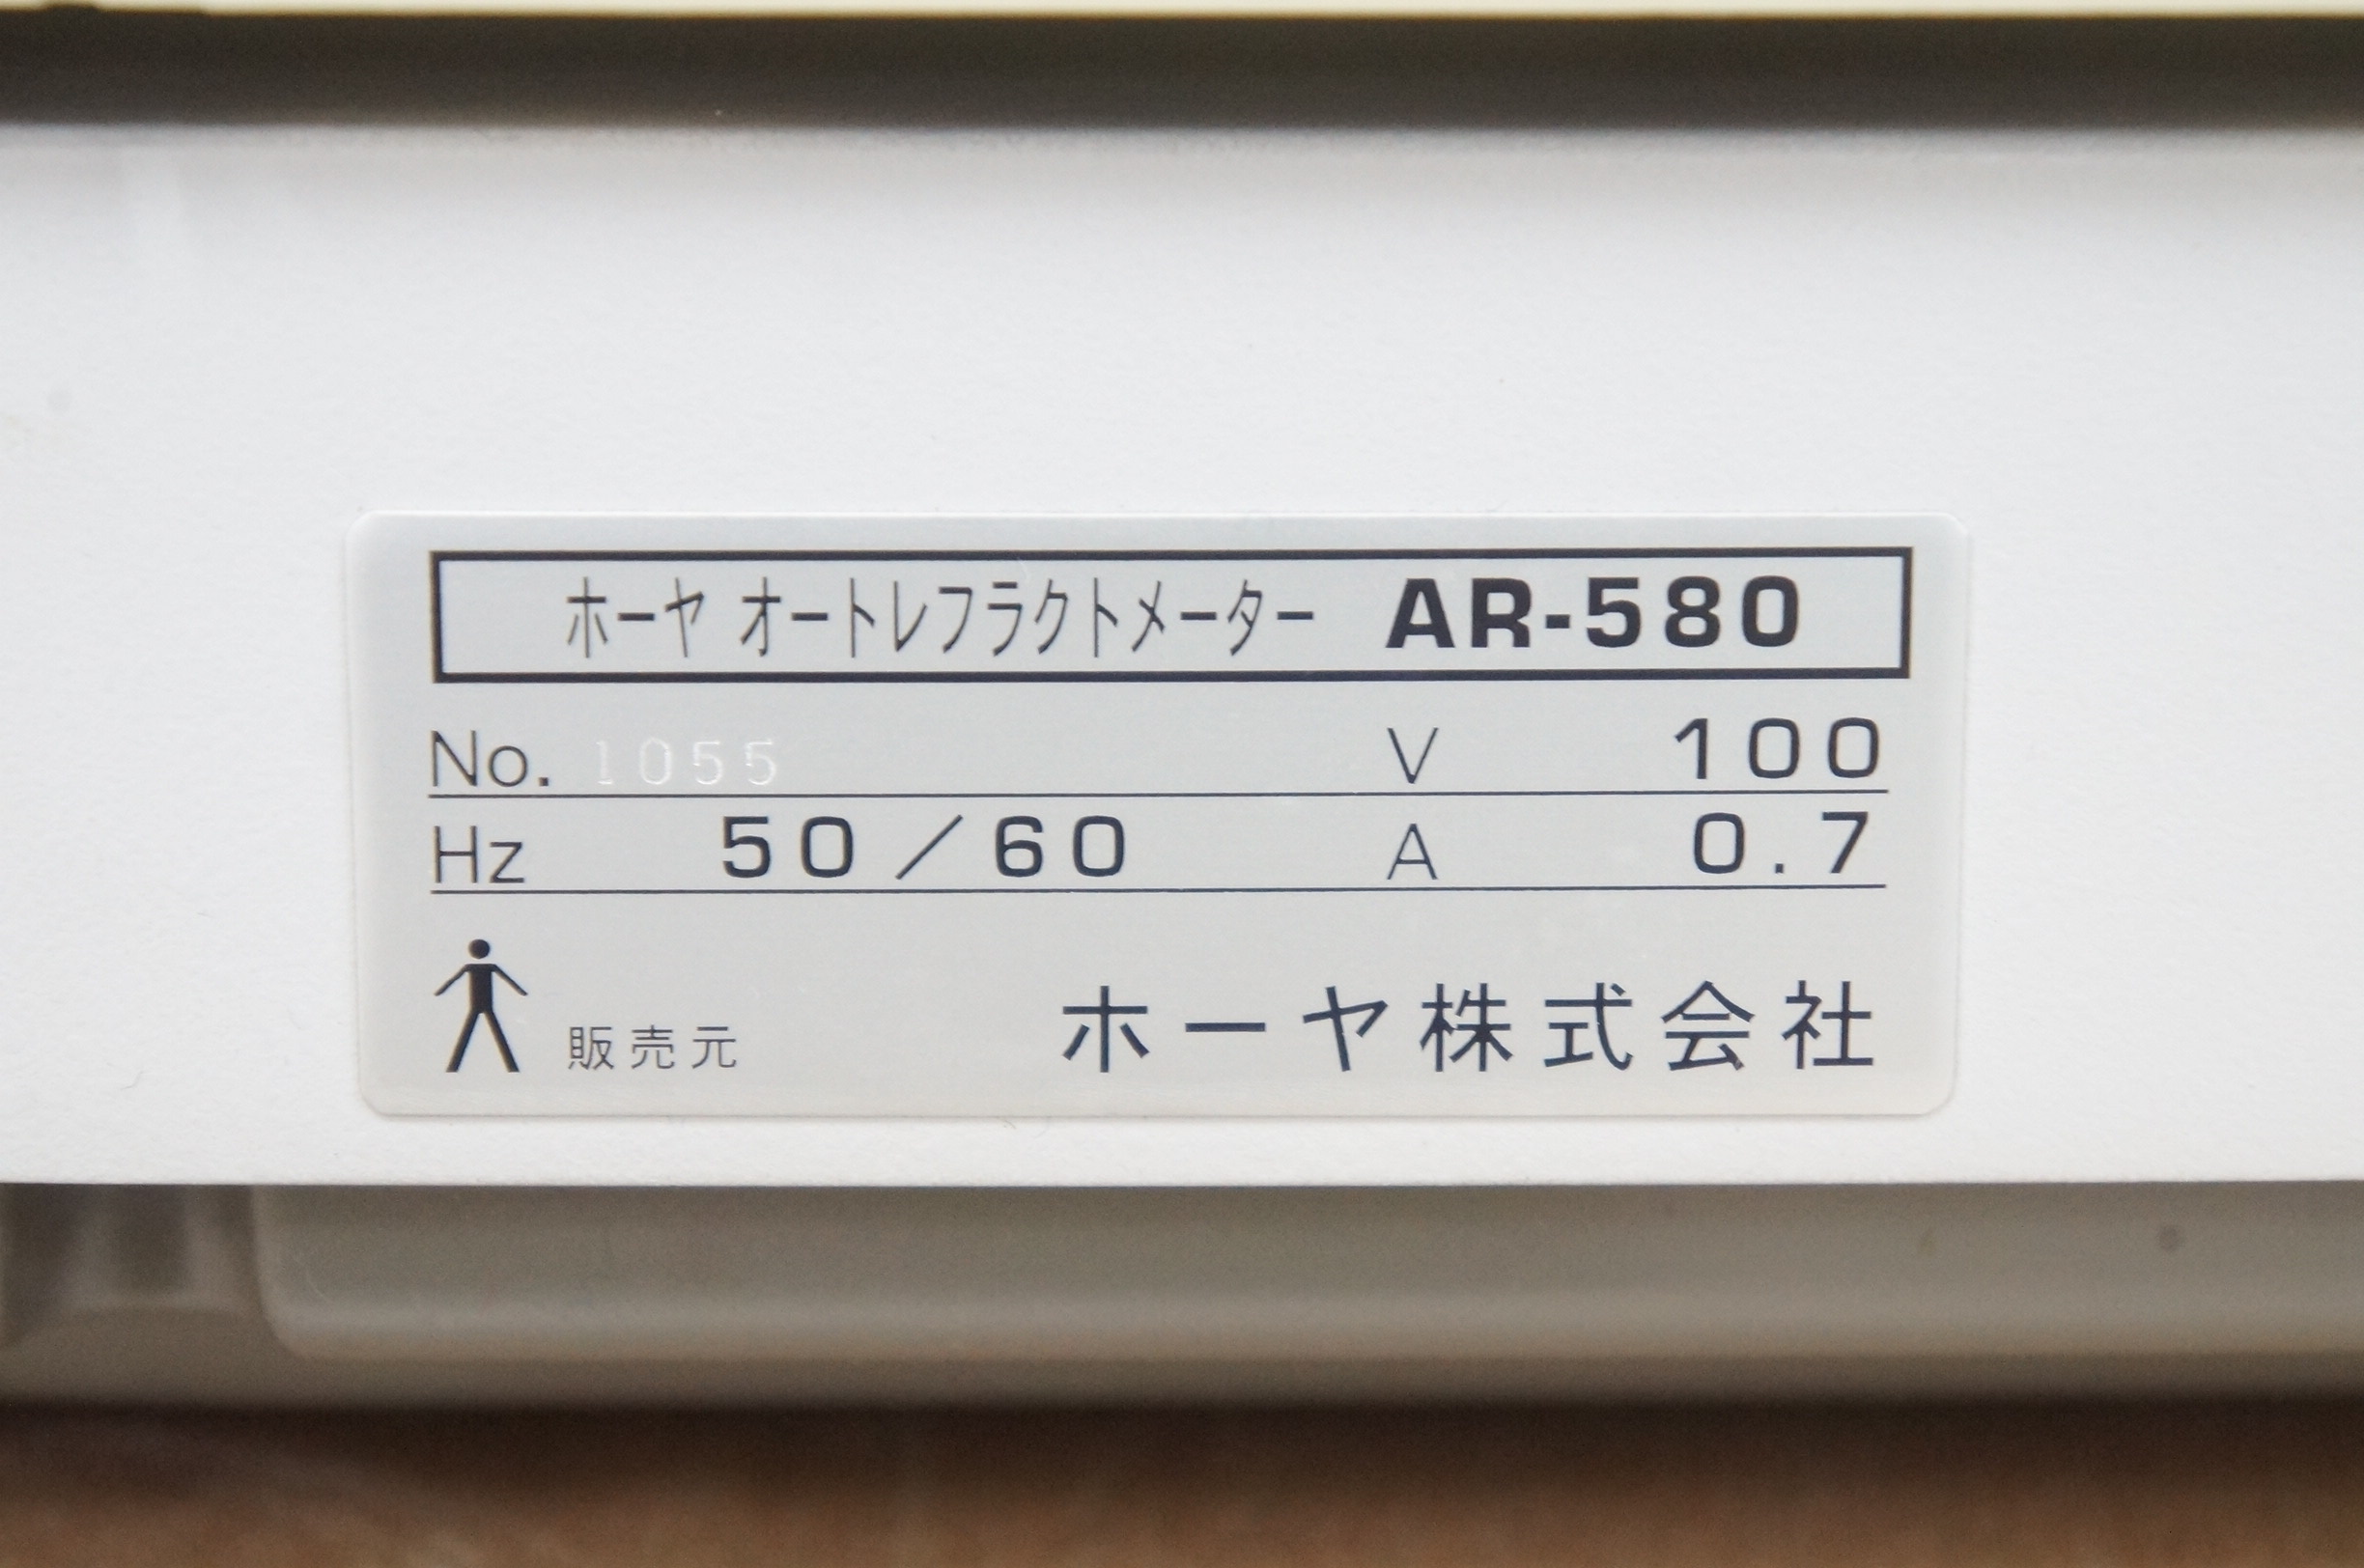 ホーヤ オートレフラクトメーター AR-580
No. 1055 V 100
Hz 50/60 A 0.7
販売元 ホーヤ株式会社